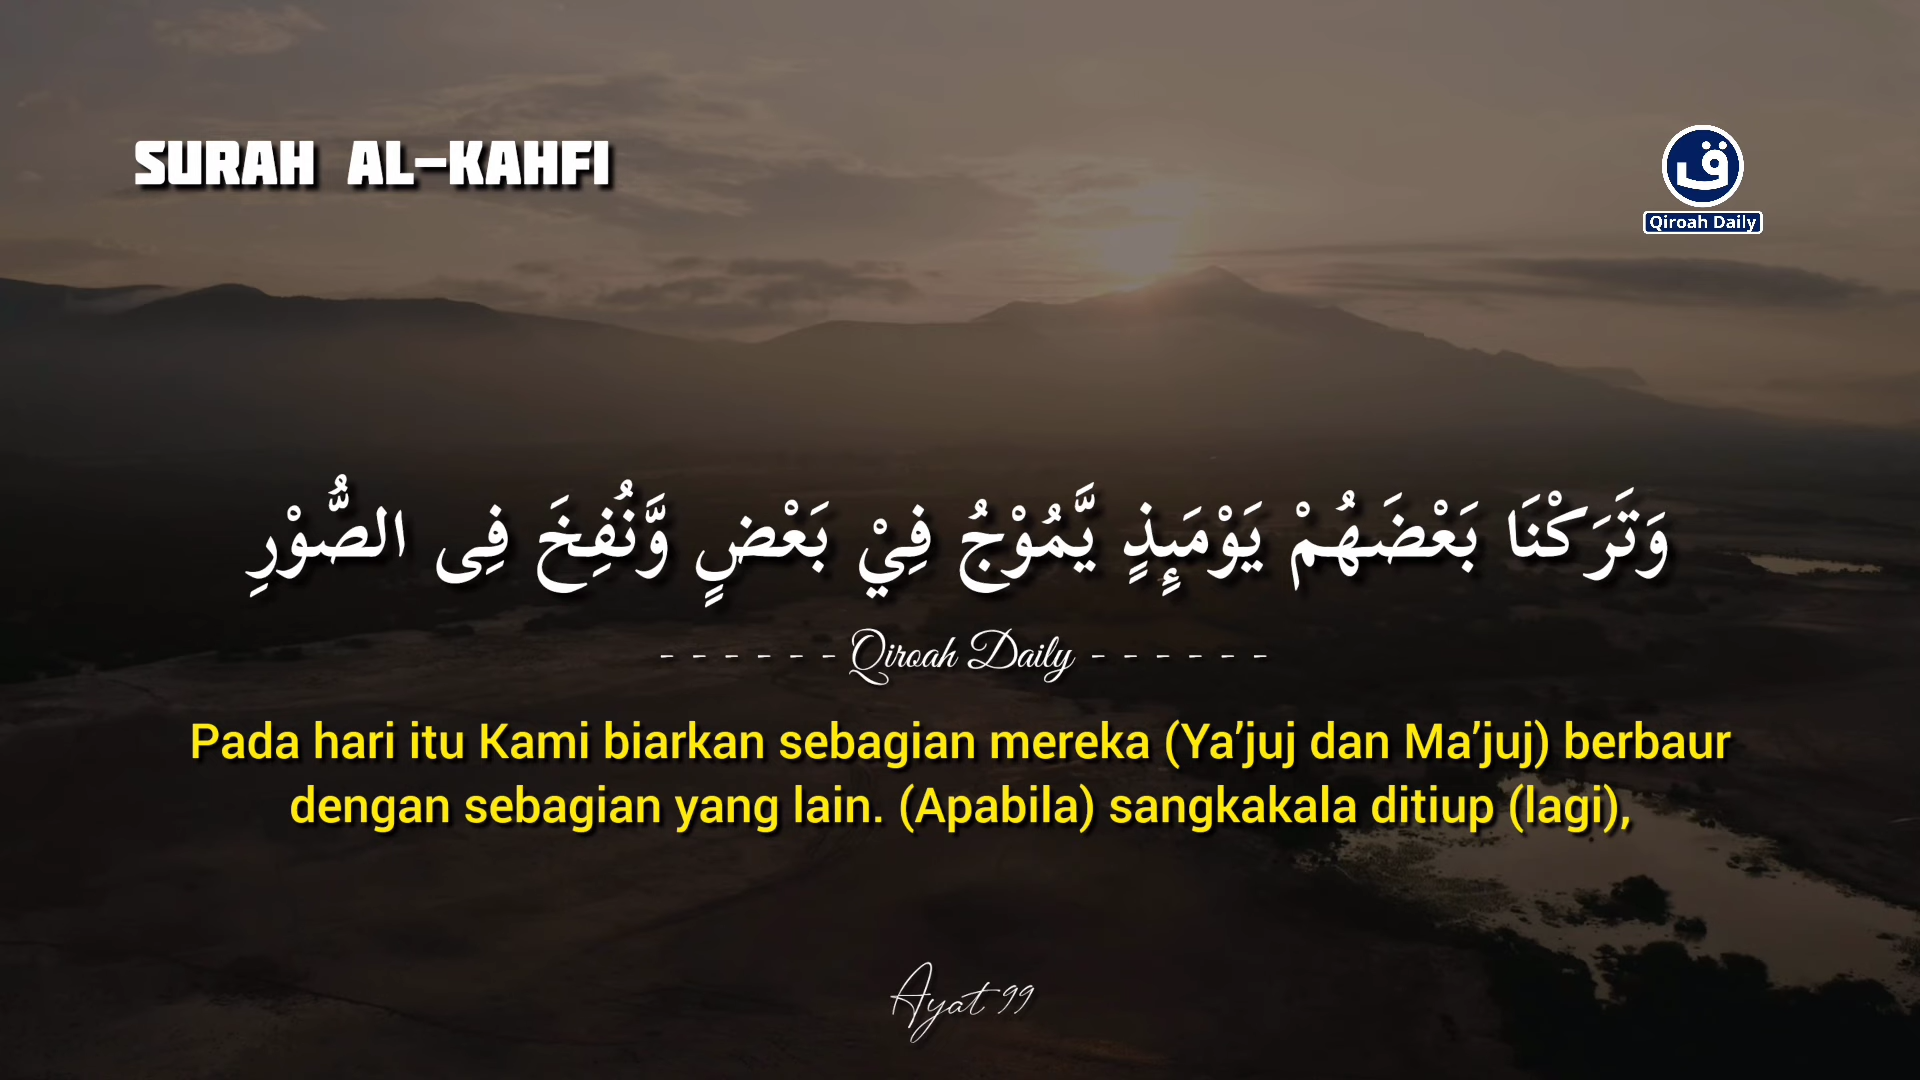 SURAH AL-KAHFI
ق
Qiroah Daily
وَتَرَكْنَا بَعْضَهُمْ يَوْمَىِٕذٍ يَّمُوْجُ فِيْ بَعْضٍ وَّنُفِخَ فِى الصُّوْرِ
- - - - - - Qiroah Daily - - - - - -
Pada hari itu Kami biarkan sebagian mereka (Ya’juj dan Ma’juj) berbaur
dengan sebagian yang lain. (Apabila) sangkakala ditiup (lagi),
Ayat 99